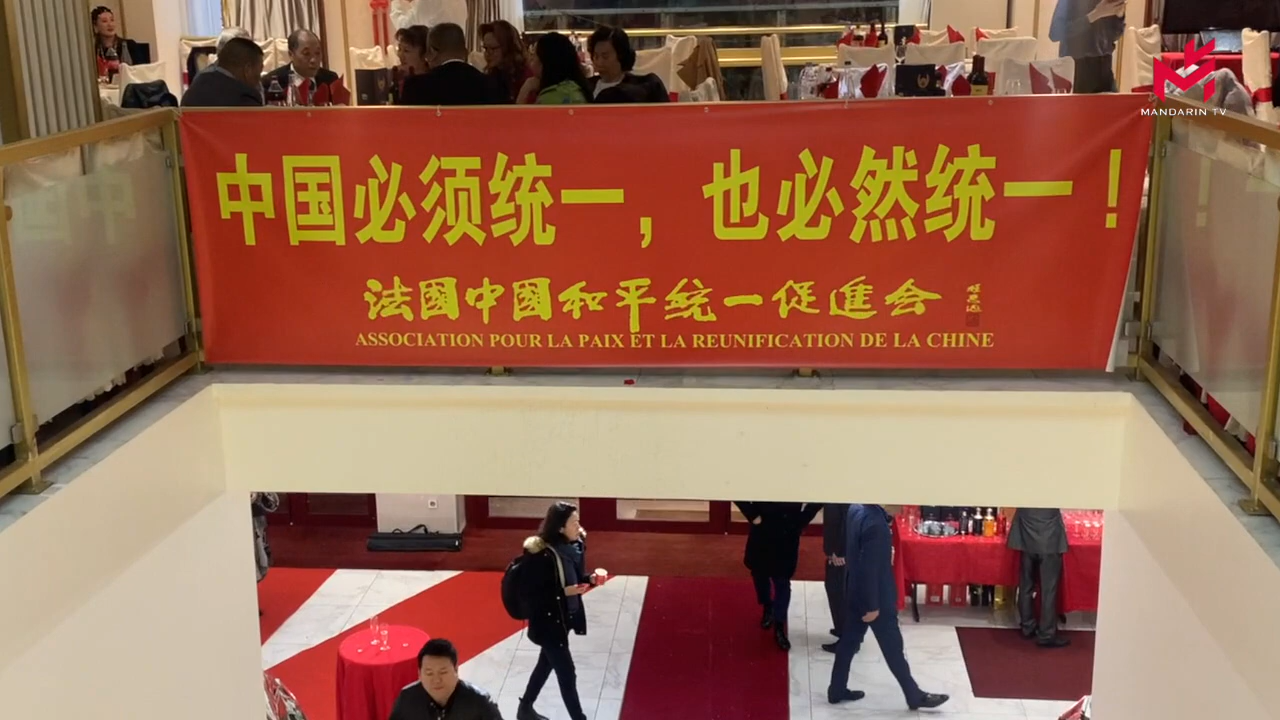 MANDARIN TV
中国必须统一，也必然统一！
法國中國和平統一促進会
ASSOCIATION POUR LA PAIX ET LA REUNIFICATION DE LA CHINE